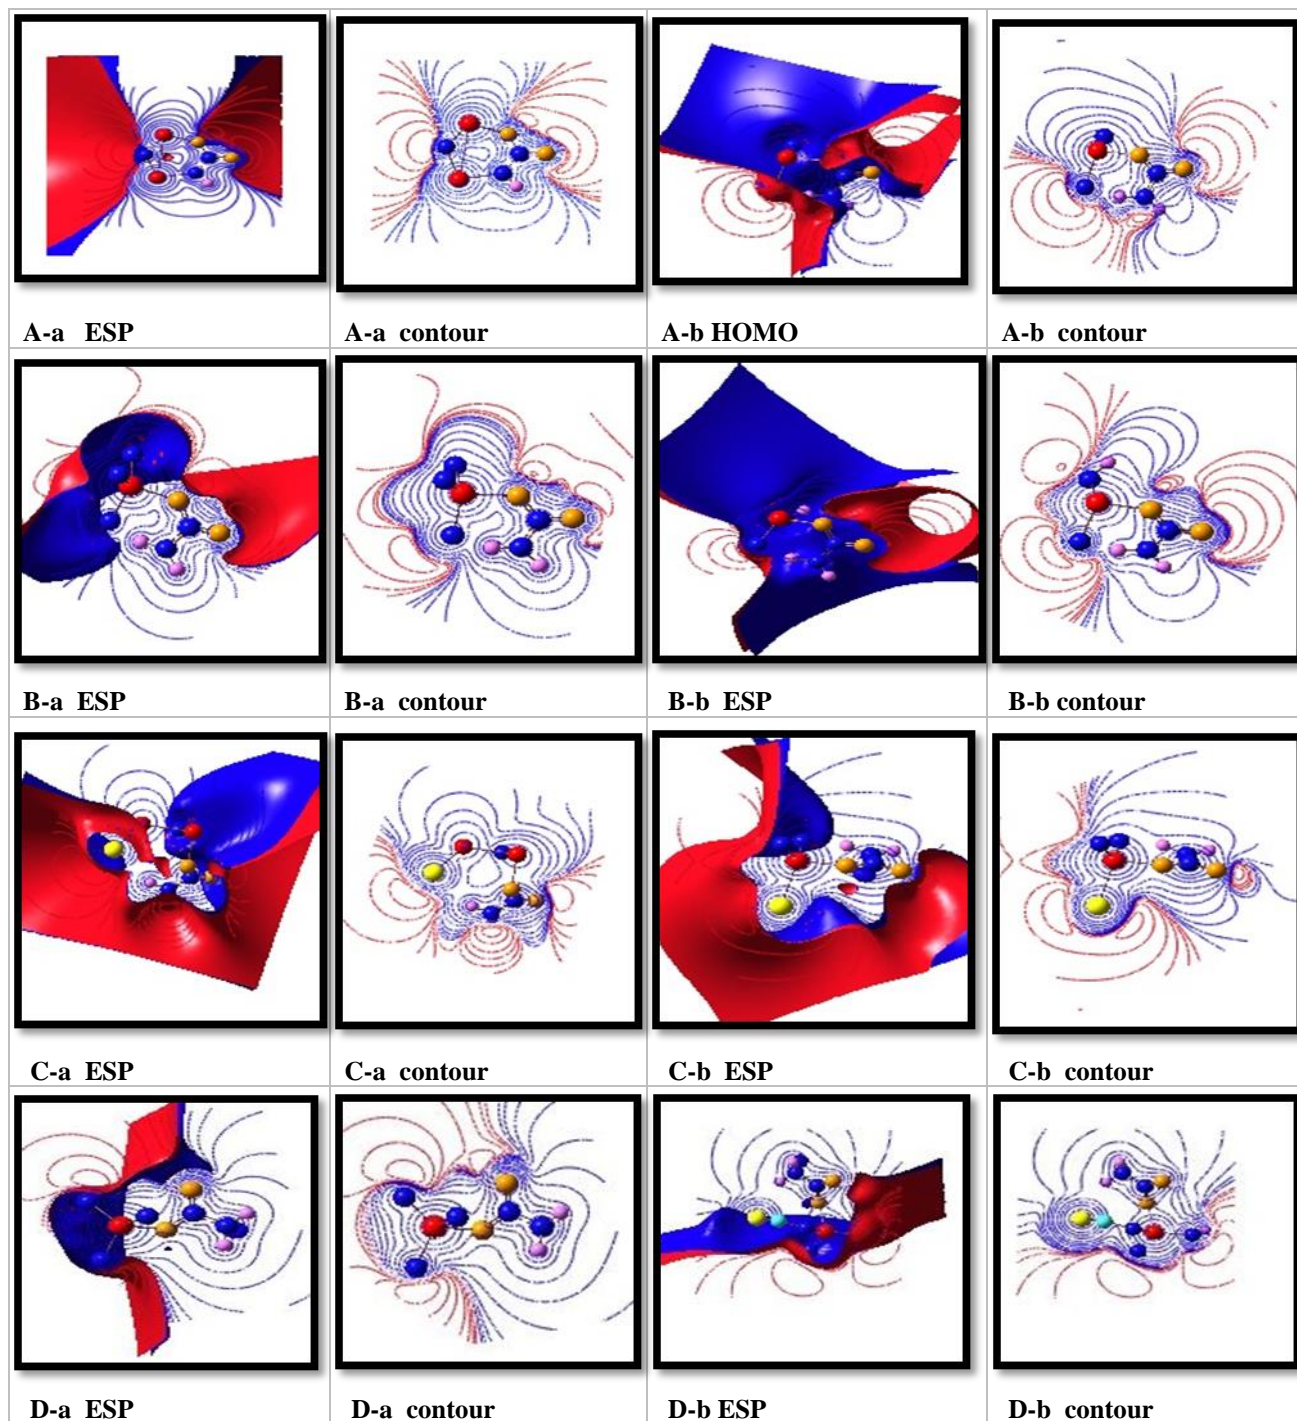 A-a ESP
A-a contour
A-b HOMO
A-b contour
B-a ESP
B-a contour
B-b ESP
B-b contour
C-a ESP
C-a contour
C-b ESP
C-b contour
D-a ESP
D-a contour
D-b ESP
D-b contour